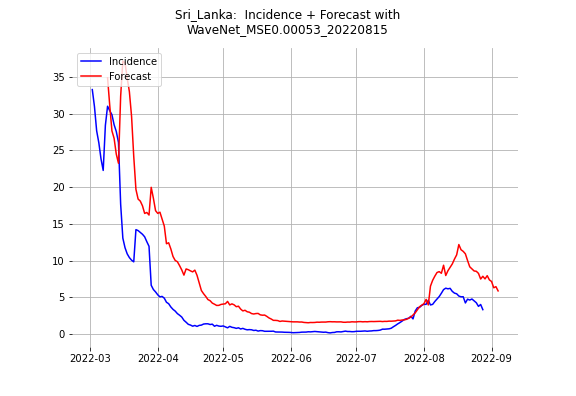 Sri_Lanka:  Incidence + Forecast with
WaveNet_MSE0.00053_20220815
Incidence
Forecast
35
30
25
20
15
10
5
0
2022-03 2022-04 2022-05 2022-06 2022-07 2022-08 2022-09